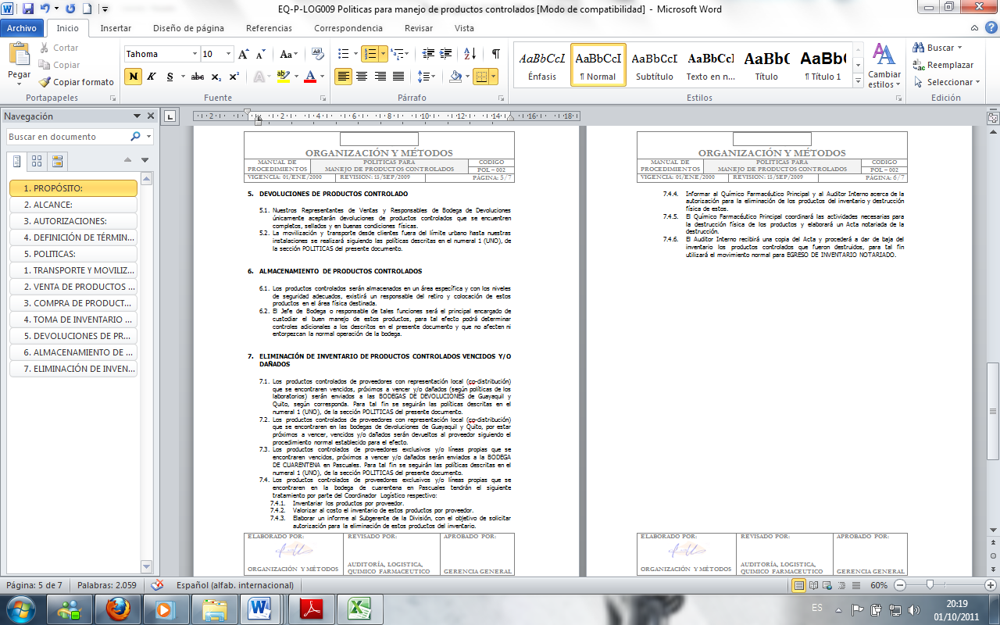 EQ-P-LOG009 Politicas para manejo de productos controlados [Modo de compatibilidad] - Microsoft Word
Archivo Inicio Insertar Diseño de página Referencias Correspondencia Revisar Vista
Pegar
Cortar
Copiar
Copiar formato
Portapapeles
Tahoma 10
N K S abc x₂ x²
Fuente
Párrafo
AaBbCcI AaBbCcI AaBbCcI AaBbCcI AaBbC AaBbC
Énfasis ¶ Normal Subtítulo Texto en n... Título ¶ Título 1
Cambiar estilos
Estilos
Buscar
Reemplazar
Seleccionar
Edición
Navegación
Buscar en documento
1. PROPÓSITO:
2. ALCANCE:
3. AUTORIZACIONES:
4. DEFINICIÓN DE TÉRMIN...
5. POLITICAS:
1. TRANSPORTE Y MOVILIZ...
2. VENTA DE PRODUCTOS ...
3. COMPRA DE PRODUCT...
4. TOMA DE INVENTARIO ...
5. DEVOLUCIONES DE PR...
6. ALMACENAMIENTO DE ...
7. ELIMINACIÓN DE INVEN...
2 2 4 6 8 10 12 14 16 18
ORGANIZACIÓN Y MÉTODOS
MANUAL DE PROCEDIMIENTOS
POLITICAS PARA
MANEJO DE PRODUCTOS CONTROLADOS
CODIGO
POL – 002
VIGENCIA: 01/ENE/2000 REVISION: 15/SEP/2009 PÁGINA: 5/7
5. DEVOLUCIONES DE PRODUCTOS CONTROLADO
5.1. Nuestros Representantes de Ventas y Responsables de Bodega de Devoluciones
únicamente aceptarán devoluciones de productos controlados que se encuentren
completos, sellados y en buenas condiciones físicas.
5.2. La movilización y transporte desde clientes fuera del límite urbano hasta nuestras
instalaciones se realizará siguiendo las políticas descritas en el numeral 1 (UNO), de
la sección POLITICAS del presente documento.
6. ALMACENAMIENTO DE PRODUCTOS CONTROLADOS
6.1. Los productos controlados serán almacenados en un área específica y con los niveles
de seguridad adecuados, existirá un responsable del retiro y colocación de estos
productos en el área física destinada.
6.2. El Jefe de Bodega o responsable de tales funciones será el principal encargado de
custodiar el buen manejo de estos productos, para tal efecto podrá determinar
controles adicionales a los descritos en el presente documento y que no afecten ni
entorpezcan la normal operación de la bodega.
7. ELIMINACIÓN DE INVENTARIO DE PRODUCTOS CONTROLADOS VENCIDOS Y/O
DAÑADOS
7.1. Los productos controlados de proveedores con representación local (co-distribución)
que se encontraren vencidos, próximos a vencer y/o dañados (según políticas de los
laboratorios) serán enviados a las BODEGAS DE DEVOLUCIONES de Guayaquil y
Quito, según corresponda. Para tal fin se seguirán las políticas descritas en el
numeral 1 (UNO), de la sección POLITICAS del presente documento.
7.2. Los productos controlados de proveedores con representación local (co-distribución)
que se encontraren en las bodegas de devoluciones de Guayaquil y Quito, por estar
próximos a vencer, vencidos y/o dañados serán devueltos al proveedor siguiendo el
procedimiento normal establecido para el efecto.
7.3. Los productos controlados de proveedores exclusivos y/o líneas propias que se
encontraren vencidos, próximos a vencer y/o dañados serán enviados a la BODEGA
DE CUARENTENA en Pascuales. Para tal fin se seguirán las políticas descritas en el
numeral 1 (UNO), de la sección POLITICAS del presente documento.
7.4. Los productos controlados de proveedores exclusivos y/o líneas propias que se
encontraren en la bodega de cuarentena en Pascuales tendrán el siguiente
tratamiento por parte del Coordinador Logístico respectivo:
7.4.1. Inventariar los productos por proveedor.
7.4.2. Valorizar al costo el inventario de estos productos por proveedor.
7.4.3. Elaborar un informe al Subgerente de la División, con el objetivo de solicitar
autorización para la eliminación de estos productos del inventario.
ELABORADO POR: REVISADO POR: APROBADO POR:
ORGANIZACIÓN Y MÉTODOS
AUDITORÍA, LOGISTICA,
QUIMICO FARMACEUTICO
GERENCIA GENERAL
ORGANIZACIÓN Y MÉTODOS
MANUAL DE PROCEDIMIENTOS
POLITICAS PARA
MANEJO DE PRODUCTOS CONTROLADOS
CODIGO
POL – 002
VIGENCIA: 01/ENE/2000 REVISION: 15/SEP/2009 PÁGINA: 6/7
7.4.4. Informar al Químico Farmacéutico Principal y al Auditor Interno acerca de la
autorización para la eliminación de los productos del inventario y destrucción
física de estos.
7.4.5. El Químico Farmacéutico Principal coordinará las actividades necesarias para
la destrucción física de los productos y elaborará un Acta notariada de la
destrucción.
7.4.6. El Auditor Interno recibirá una copia del Acta y procederá a dar de baja del
inventario los productos controlados que fueron destruidos, para tal fin
utilizará el movimiento normal para EGRESO DE INVENTARIO NOTARIADO.
ELABORADO POR: REVISADO POR: APROBADO POR:
ORGANIZACIÓN Y MÉTODOS
AUDITORÍA, LOGISTICA,
QUIMICO FARMACEUTICO
GERENCIA GENERAL
Página: 5 de 7 Palabras: 2.059 Español (alfab. internacional) 60%
ES 20:19
01/10/2011